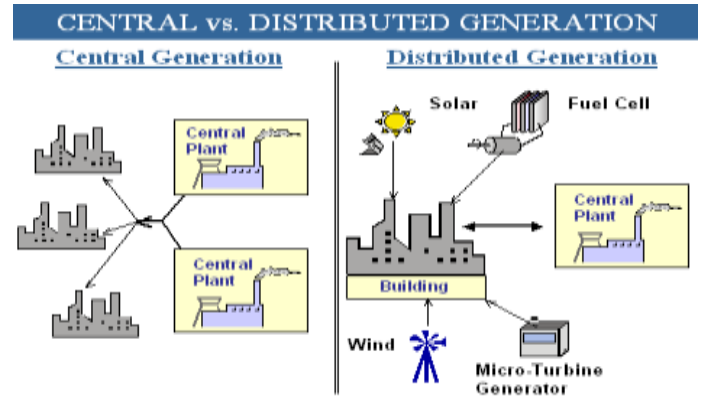 CENTRAL vs. DISTRIBUTED GENERATION
Central Generation
Central
Plant
Central
Plant
Distributed Generation
Solar
Fuel Cell
Central
Plant
Building
Wind
Micro-Turbine
Generator